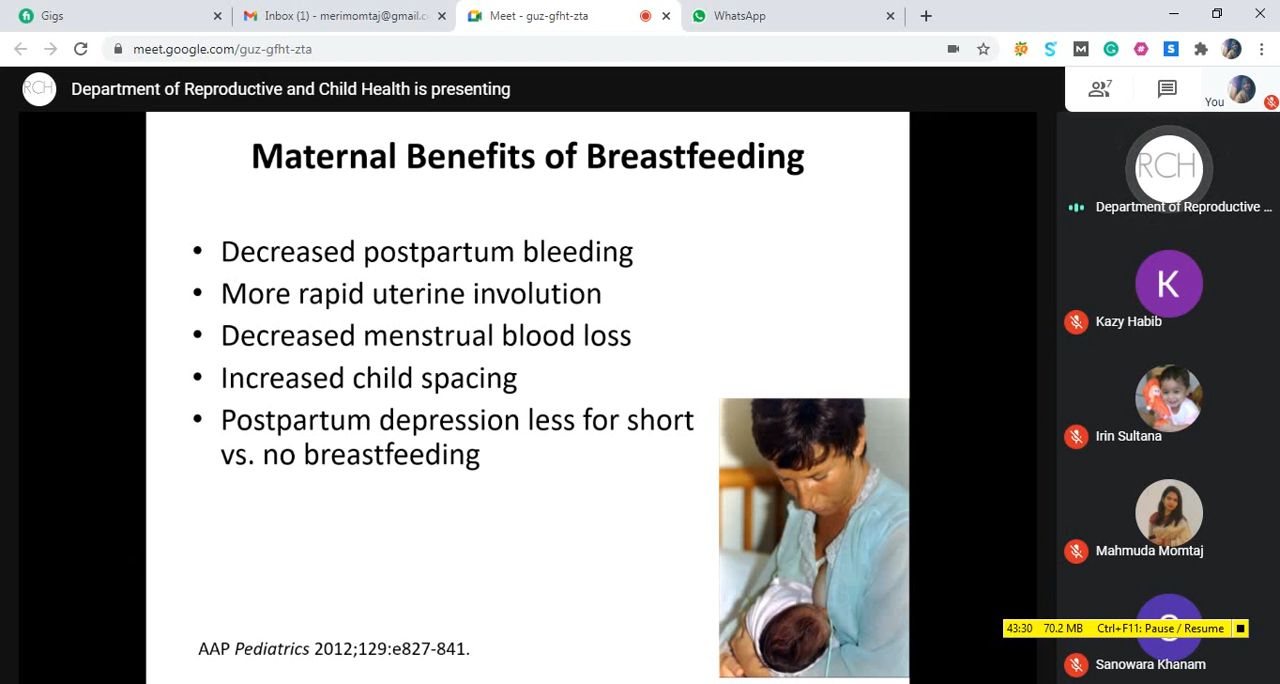 Gigs
Inbox (1) - merimomtaj@gmail.c
Meet - guz-gfht-zta
WhatsApp
meet.google.com/guz-gfht-zta
RCH
Department of Reproductive and Child Health is presenting
7
You
Maternal Benefits of Breastfeeding
• Decreased postpartum bleeding
• More rapid uterine involution
• Decreased menstrual blood loss
• Increased child spacing
• Postpartum depression less for short
vs. no breastfeeding
AAP Pediatrics 2012;129:e827-841.
RCH
Department of Reproductive ...
K
Kazy Habib
Irin Sultana
Mahmuda Momtaj
43:30 70.2 MB Ctrl+F11: Pause / Resume
Sanowara Khanam